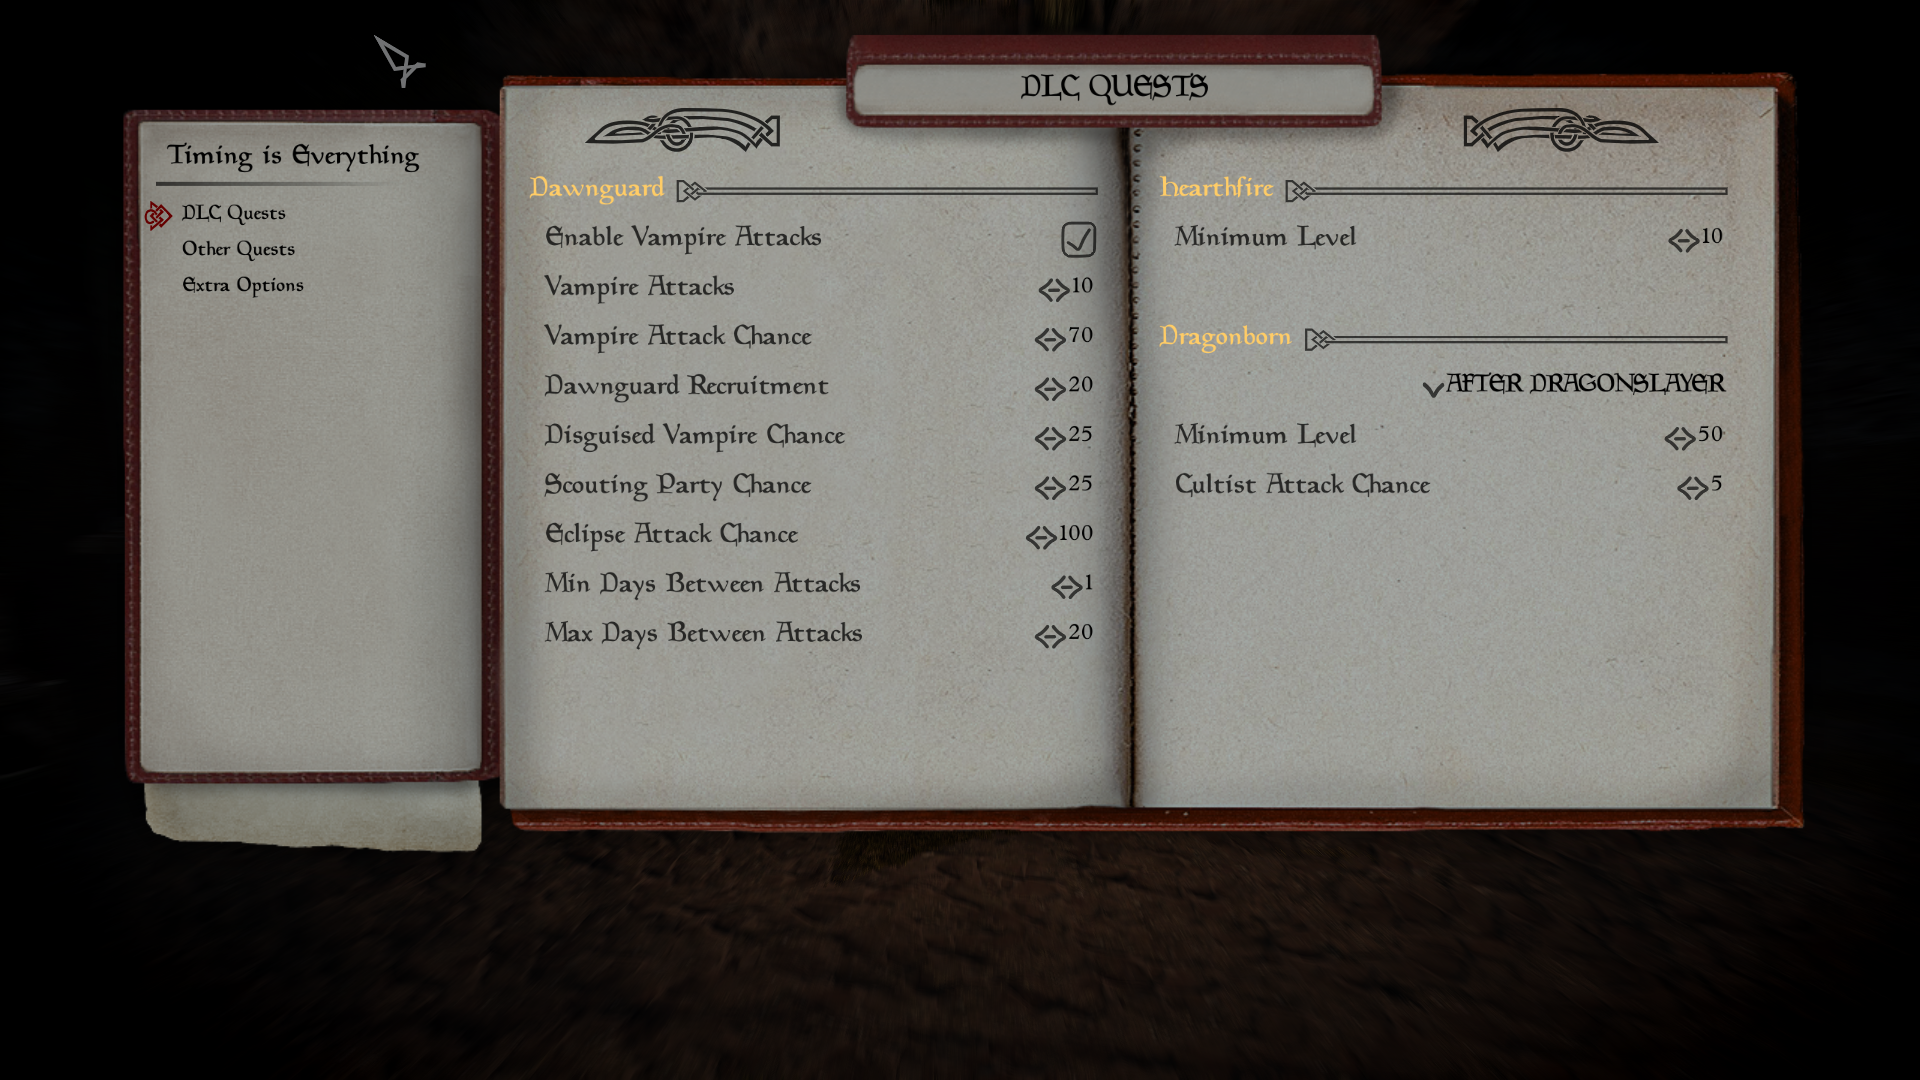 DLC QUESTS
Timing is Everything
DLC Quests
Other Quests
Extra Options
Dawnguard
Enable Vampire Attacks
Vampire Attacks 10
Vampire Attack Chance 70
Dawnguard Recruitment 20
Disguised Vampire Chance 25
Scouting Party Chance 25
Eclipse Attack Chance 100
Min Days Between Attacks 1
Max Days Between Attacks 20
Hearthfire
Minimum Level 10
Dragonborn
AFTER DRAGONSLAYER
Minimum Level 50
Cultist Attack Chance 5